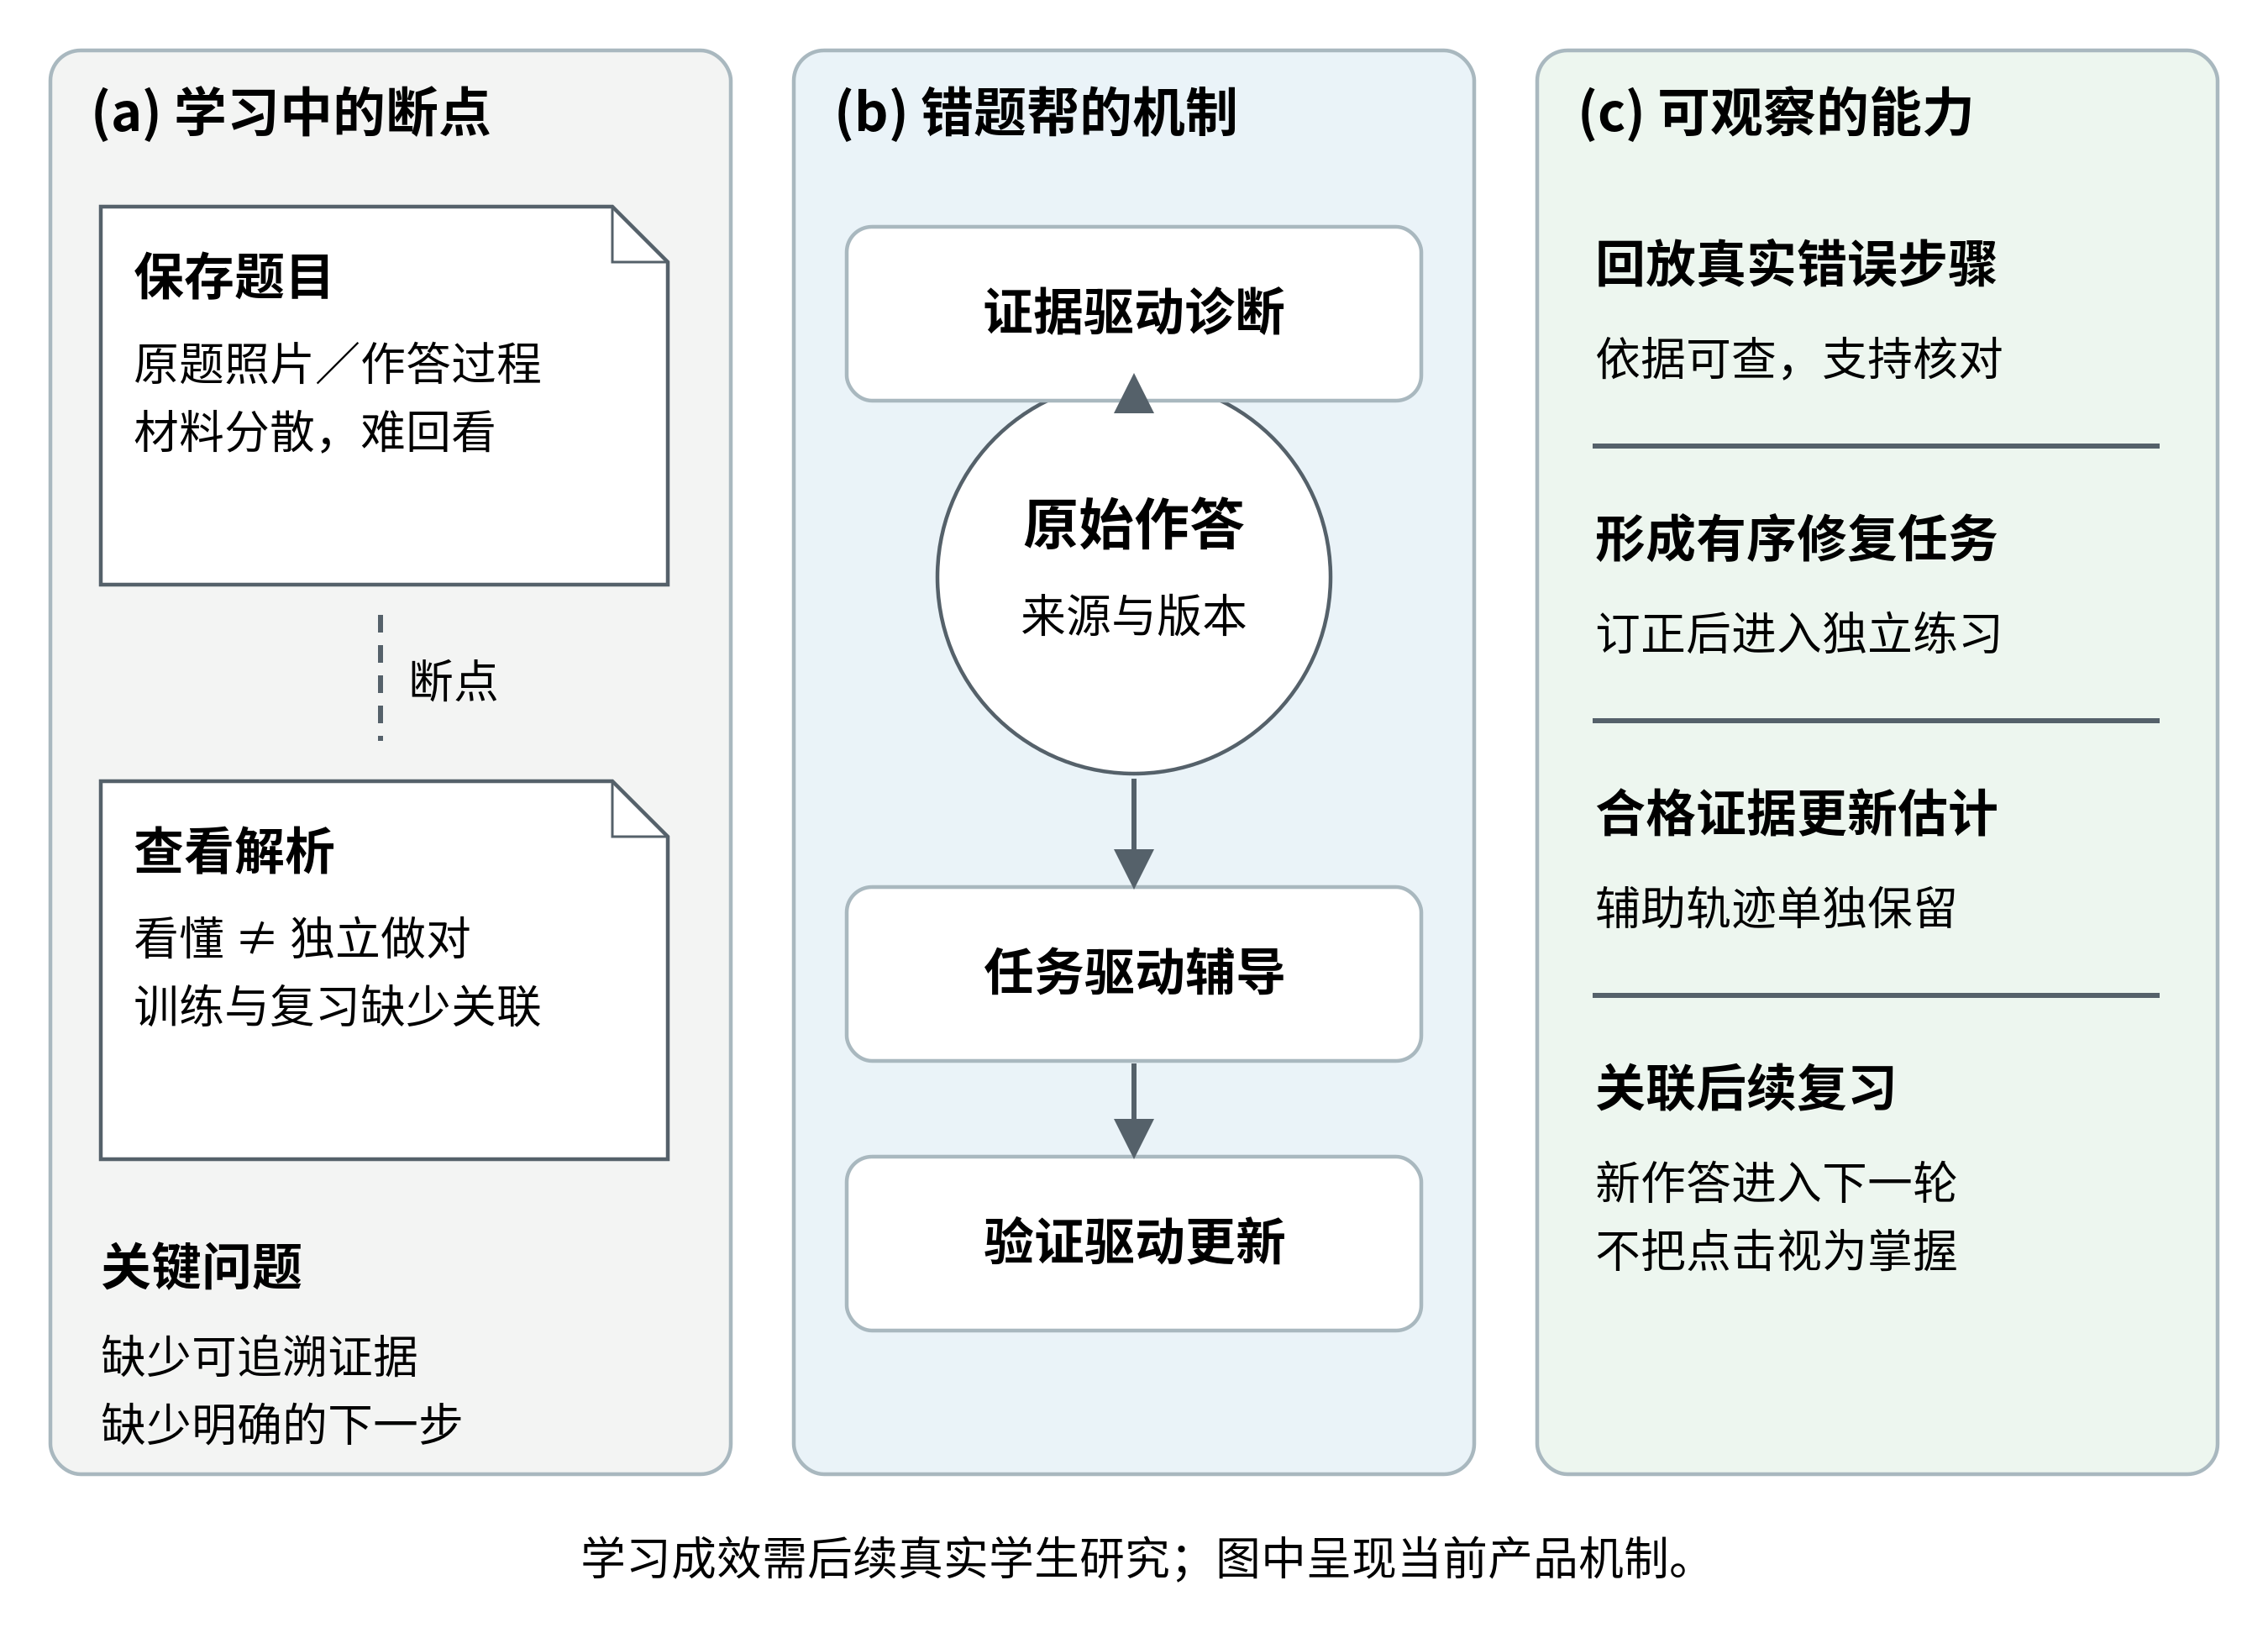 (a) 学习中的断点
保存题目
原题照片／作答过程
材料分散，难回看
断点
查看解析
看懂 ≠ 独立做对
训练与复习缺少关联
关键问题
缺少可追溯证据
缺少明确的下一步
(b) 错题帮的机制
证据驱动诊断
原始作答
来源与版本
任务驱动辅导
验证驱动更新
(c) 可观察的能力
回放真实错误步骤
依据可查，支持核对
形成有序修复任务
订正后进入独立练习
合格证据更新估计
辅助轨迹单独保留
关联后续复习
新作答进入下一轮
不把点击视为掌握
学习成效需后续真实学生研究；图中呈现当前产品机制。